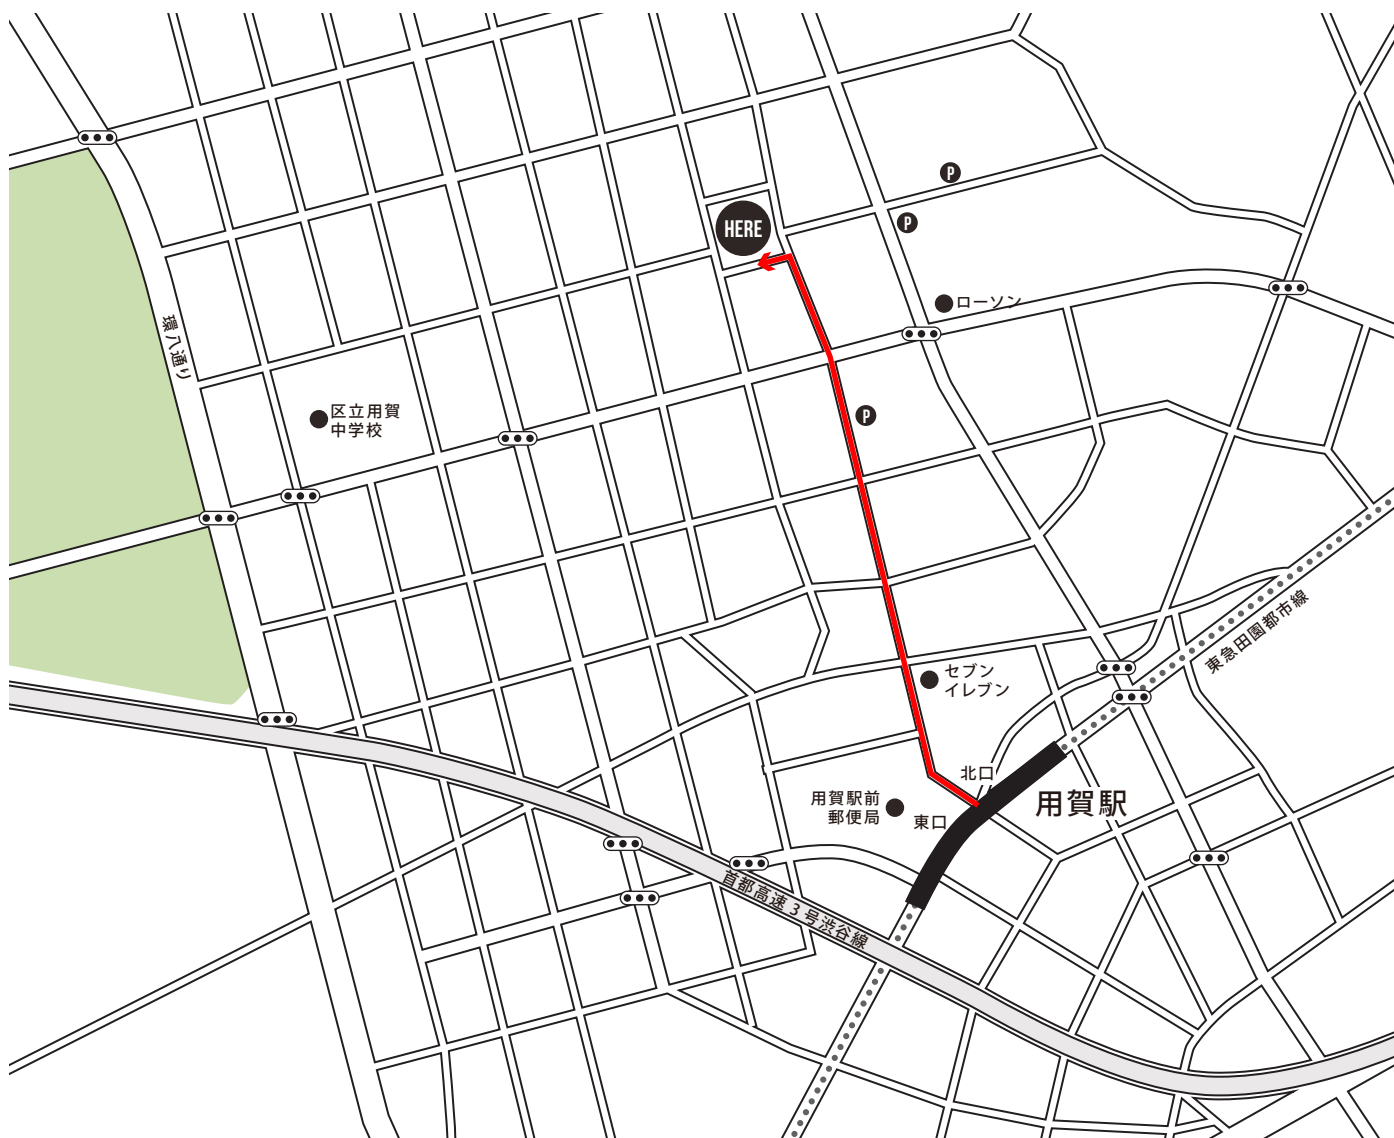 P
HERE
P
ローソン
環八通り
区立用賀
中学校
P
東急田園都市線
セブン
イレブン
北口
用賀駅前
郵便局
東口
用賀駅
首都高速3号渋谷線